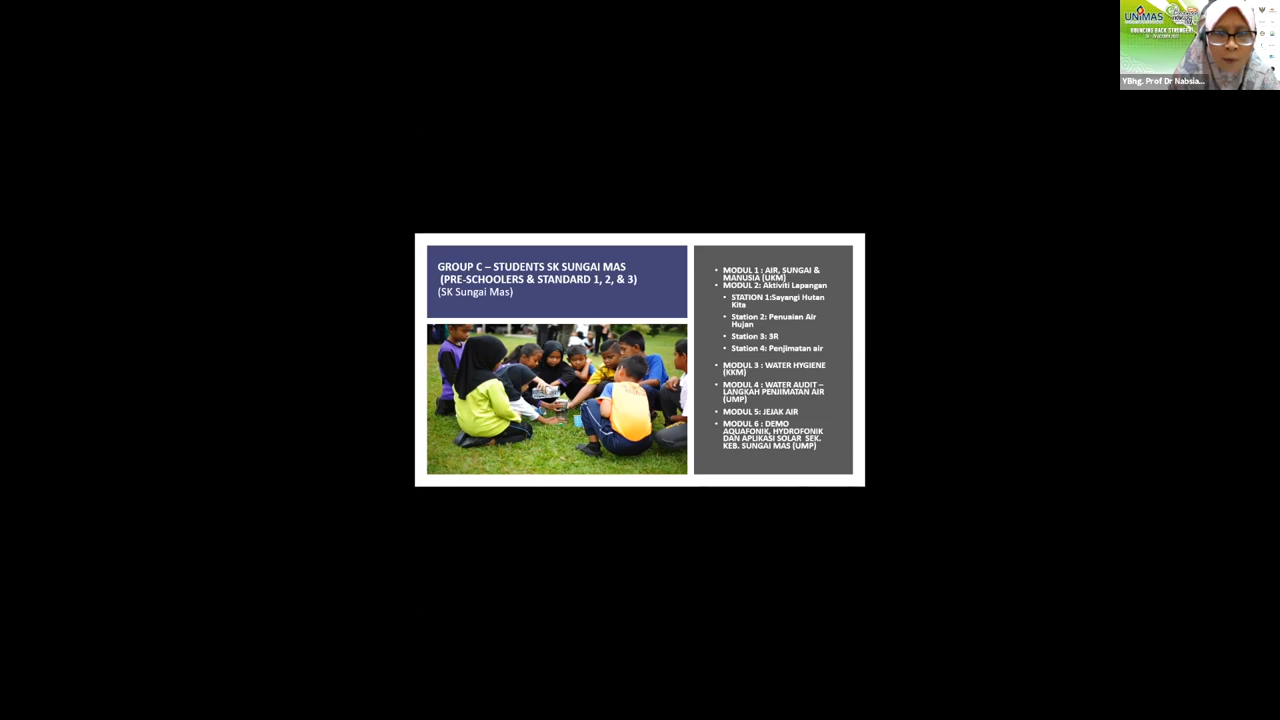 UNIMAS
BOUNCING BACK STRONGER!
YBhg. Prof Dr Nabsia...
GROUP C – STUDENTS SK SUNGAI MAS
(PRE-SCHOOLERS & STANDARD 1, 2, & 3)
(SK Sungai Mas)
• MODUL 1 : AIR, SUNGAI &
MANUSIA (UKM)
• MODUL 2: Aktiviti Lapangan
• STATION 1:Sayangi Hutan
Kita
• Station 2: Penuaian Air
Hujan
• Station 3: 3R
• Station 4: Penjimatan air
• MODUL 3 : WATER HYGIENE
(KKM)
• MODUL 4 : WATER AUDIT –
LANGKAH PENJIMATAN AIR
(UMP)
• MODUL 5: JEJAK AIR
• MODUL 6 : DEMO
AQUAFONIK, HYDROFONIK
DAN APLIKASI SOLAR SEK.
KEB. SUNGAI MAS (UMP)